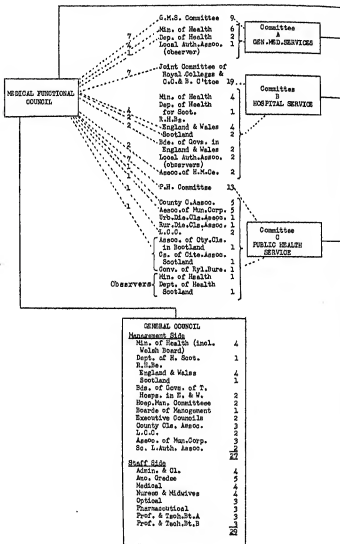 G.M.S. Committee 9
Min. of Health 6
Dep. of Health 2
Local Auth.Assoc. 1
(observer)
7
4
1
Committee
A
GEN.MED.SERVICES
MEDICAL FUNCTIONAL
COUNCIL
7
Joint Committee of
Royal Colleges &
C.C.& S. C'ttee 19
Min. of Health 4
Dep. of Health
for Scot. 1
R.H.Bs.
England & Wales 4
Scotland 2
Bds. of Govs. in
England & Wales 2
Local Auth.Assoc. 2
(observers)
Assoc.of H.M.Cs. 2
Committee
B
HOSPITAL SERVICE
P.H. Committee 13
County C.Assoc. 5
Assoc.of Mun.Corp. 5
Urb.Dis.Cls.Assoc. 1
Rur.Dis.Cls.Assoc. 1
L.C.C. 2
Assoc. of Cty.Cls.
in Scotland 1
Cs. of Cits.Assoc.
Scotland 1
Conv. of Ryl.Burs. 1
Observers
Min. of Health 1
Dept. of Health
Scotland 1
Committee
C
PUBLIC HEALTH
SERVICE
GENERAL COUNCIL
Management Side
Min. of Health (incl.
Welsh Board) 4
Dept. of H. Scot. 1
R.H.Bs.
England & Wales 4
Scotland 1
Bds. of Govs. of T.
Hosps. in E. & W. 2
Hosp.Man. Committees 2
Boards of Management 1
Executive Councils 2
County Cls. Assoc. 3
L.C.C. 2
Assoc. of Mun.Corp. 3
Sc. L.Auth. Assoc. 2
27
Staff Side
Admin. & Cl. 4
Anc. Grades 5
Medical 4
Nurses & Midwives 4
Optical 3
Pharmaceutical 3
Prof. & Tech.Bt.A 3
Prof. & Tech.Bt.B 3
29